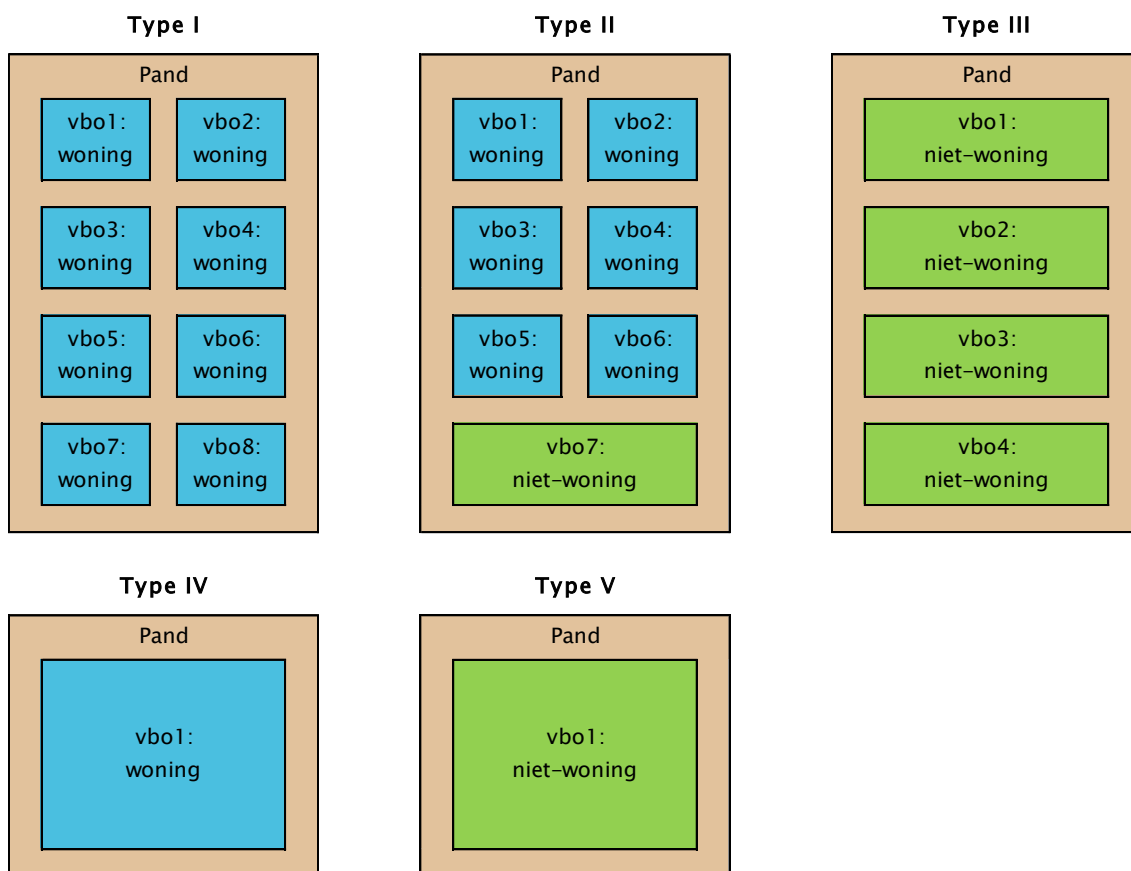 Type I
Type II
Type III
Pand
Pand
Pand
vbo1:
woning
vbo2:
woning
vbo1:
woning
vbo2:
woning
vbo1:
niet-woning
vbo3:
woning
vbo4:
woning
vbo3:
woning
vbo4:
woning
vbo2:
niet-woning
vbo5:
woning
vbo6:
woning
vbo5:
woning
vbo6:
woning
vbo3:
niet-woning
vbo7:
woning
vbo8:
woning
vbo7:
niet-woning
vbo4:
niet-woning
Type IV
Type V
Pand
Pand
vbo1:
woning
vbo1:
niet-woning